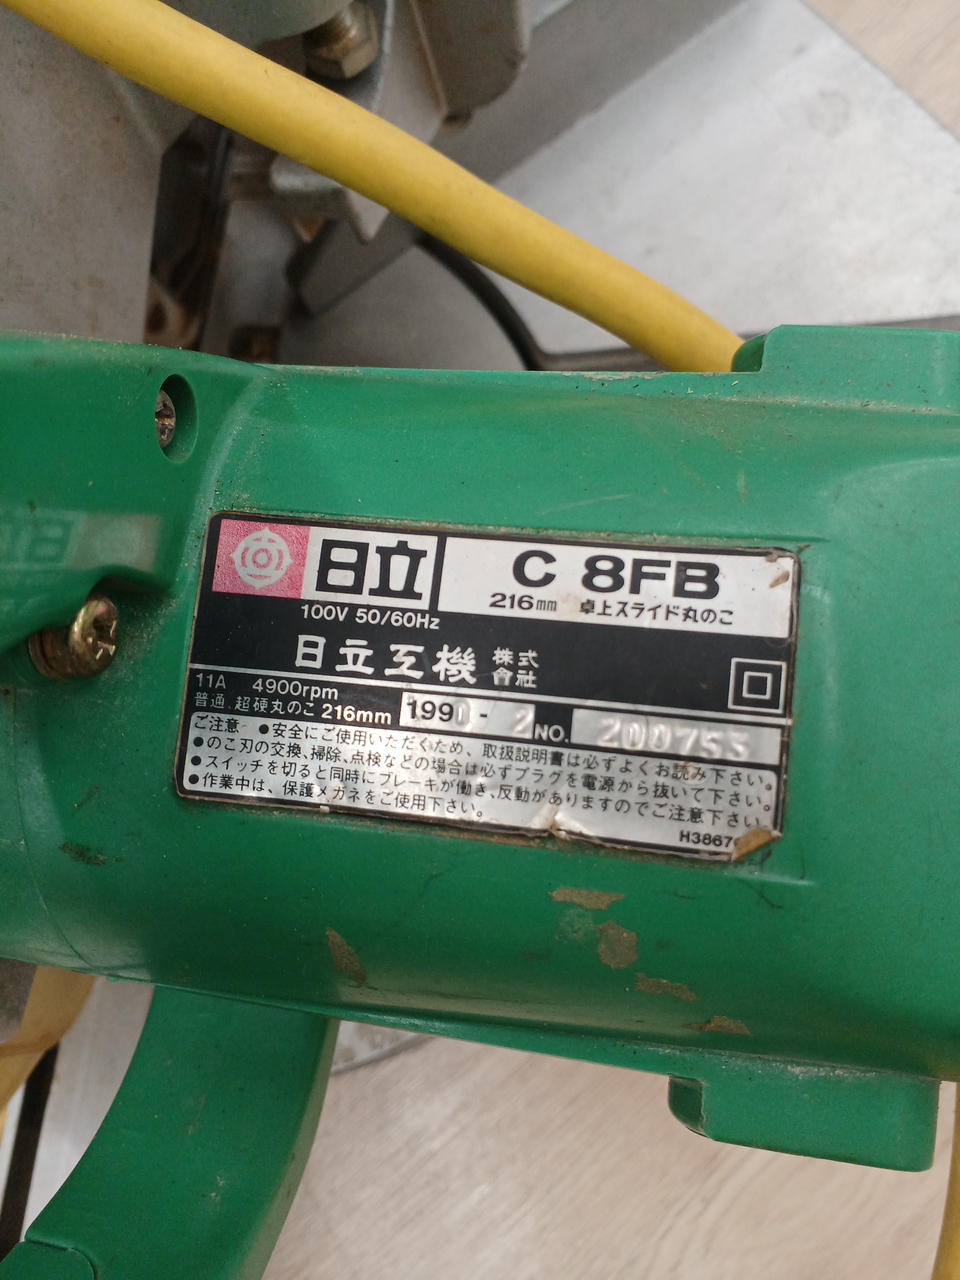 日立
C 8FB
216mm 卓上スライド丸のこ
100V 50/60Hz
日立工機 株式會社
11A 4900rpm
普通、超硬丸のこ 216mm
NO. 200753
ご注意 ●安全にご使用いただくため、取扱説明書は必ずよくお読み下さい。
●のこ刃の交換、掃除、点検などの場合は必ずプラグを電源から抜いて下さい。
●スイッチを切ると同時にブレーキが働き、反動がありますのでご注意下さい。
●作業中は、保護メガネをご使用下さい。